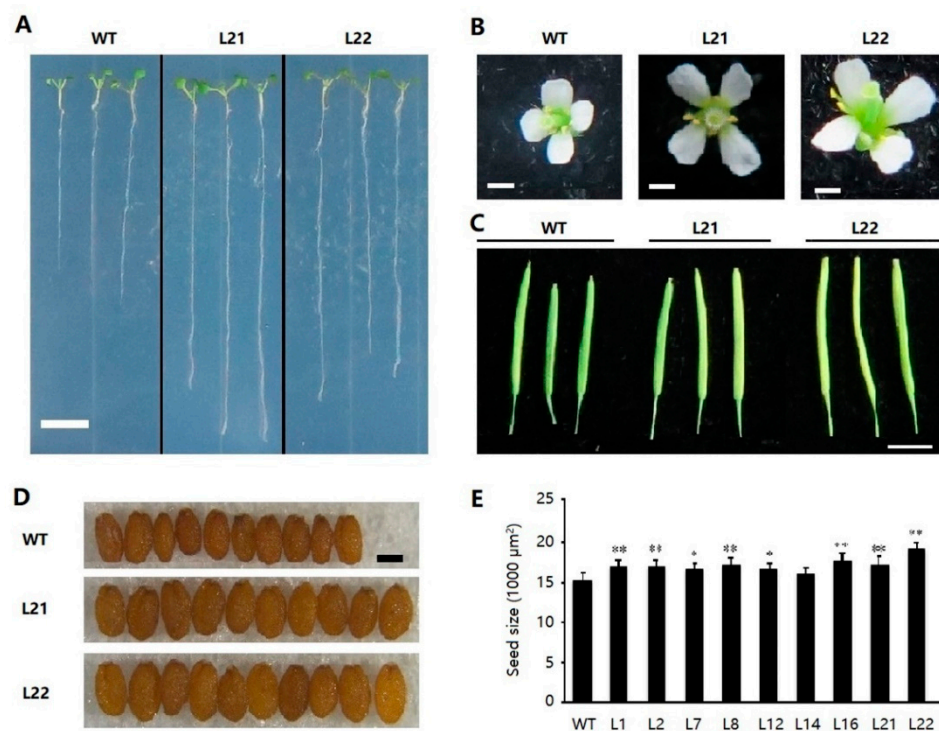 A
WT L21 L22
B
WT L21 L22
C
WT L21 L22
D
WT
L21
L22
E
Seed size (1000 µm²)
25
20
15
10
5
0
** ** * ** * ** ** **
WT L1 L2 L7 L8 L12 L14 L16 L21 L22